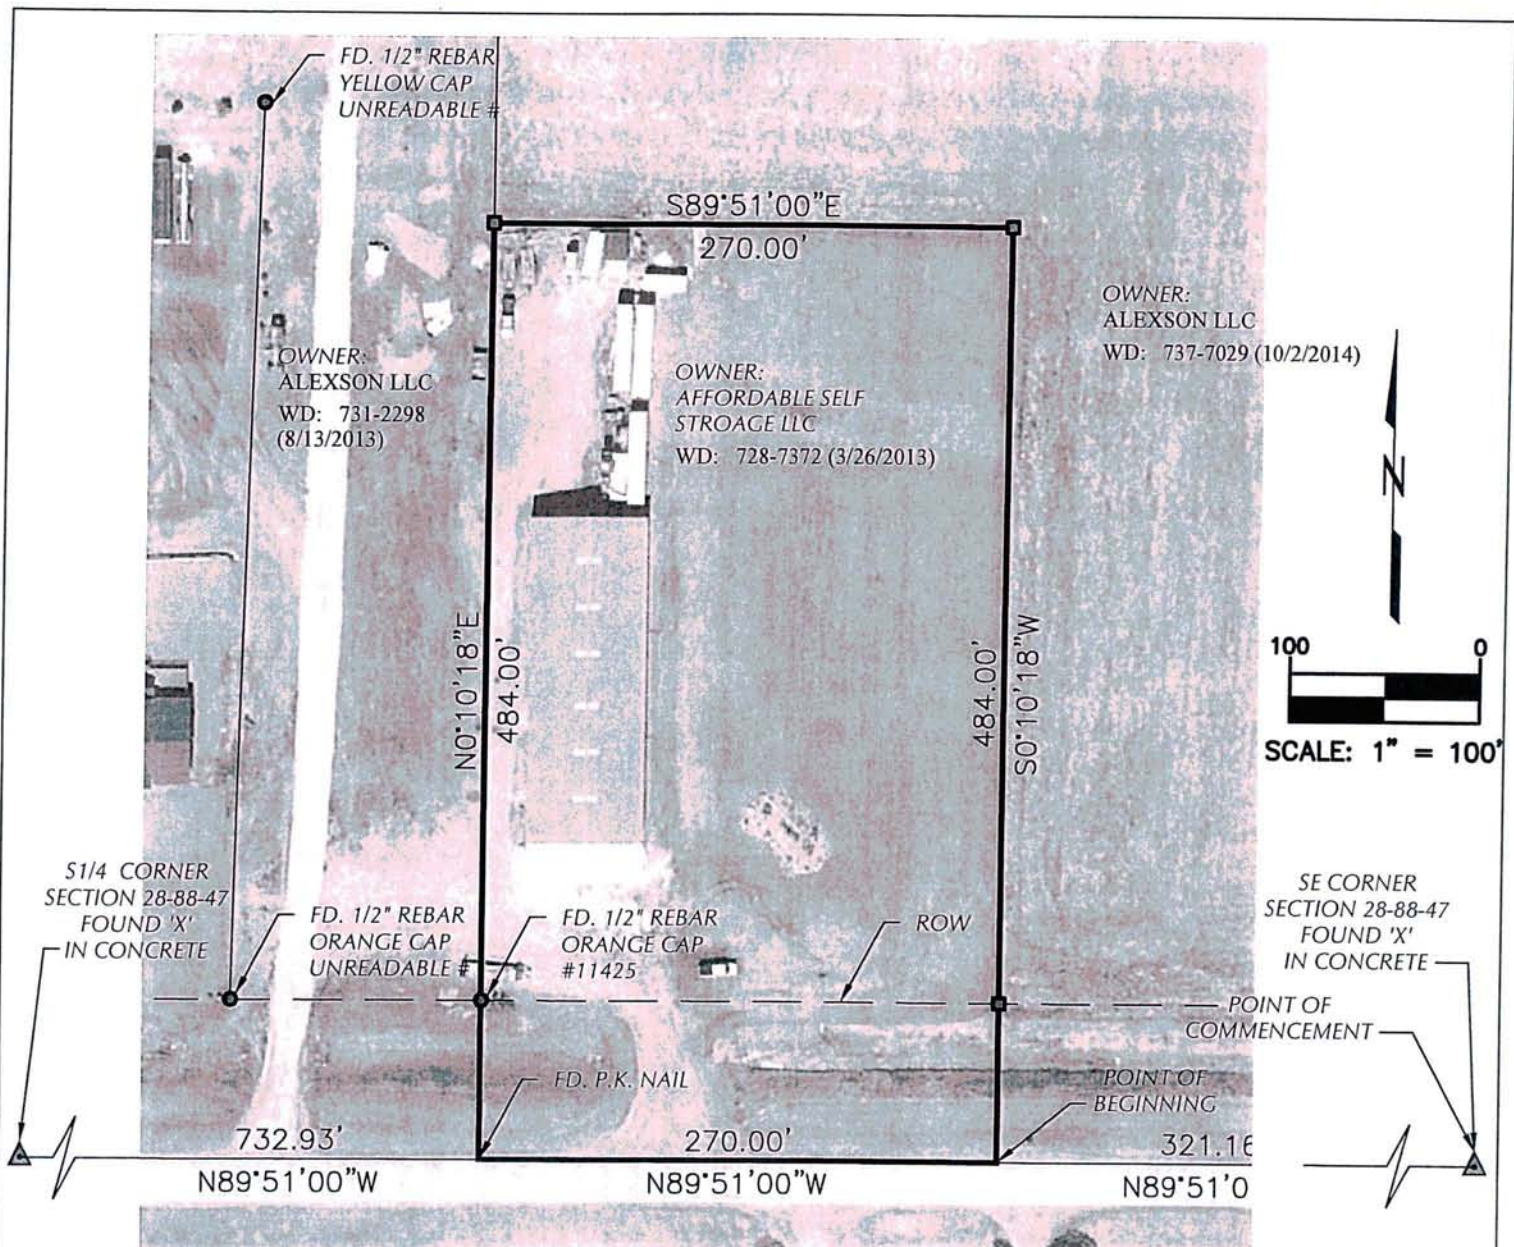 FD. 1/2" REBAR
YELLOW CAP
UNREADABLE #
S89°51'00"E
270.00'
OWNER:
ALEXSON LLC
WD: 737-7029 (10/2/2014)
OWNER:
ALEXSON LLC
WD: 731-2298
(8/13/2013)
OWNER:
AFFORDABLE SELF
STROAGE LLC
WD: 728-7372 (3/26/2013)
N
N0°10'18"E
484.00'
484.00'
S0°10'18"W
100 0
SCALE: 1" = 100'
S1/4 CORNER
SECTION 28-88-47
FOUND 'X'
IN CONCRETE
FD. 1/2" REBAR
ORANGE CAP
UNREADABLE #
FD. 1/2" REBAR
ORANGE CAP
#11425
ROW
SE CORNER
SECTION 28-88-47
FOUND 'X'
IN CONCRETE
POINT OF
COMMENCEMENT
FD. P.K. NAIL
POINT OF
BEGINNING
732.93'
270.00'
321.16
N89°51'00"W
N89°51'00"W
N89°51'0